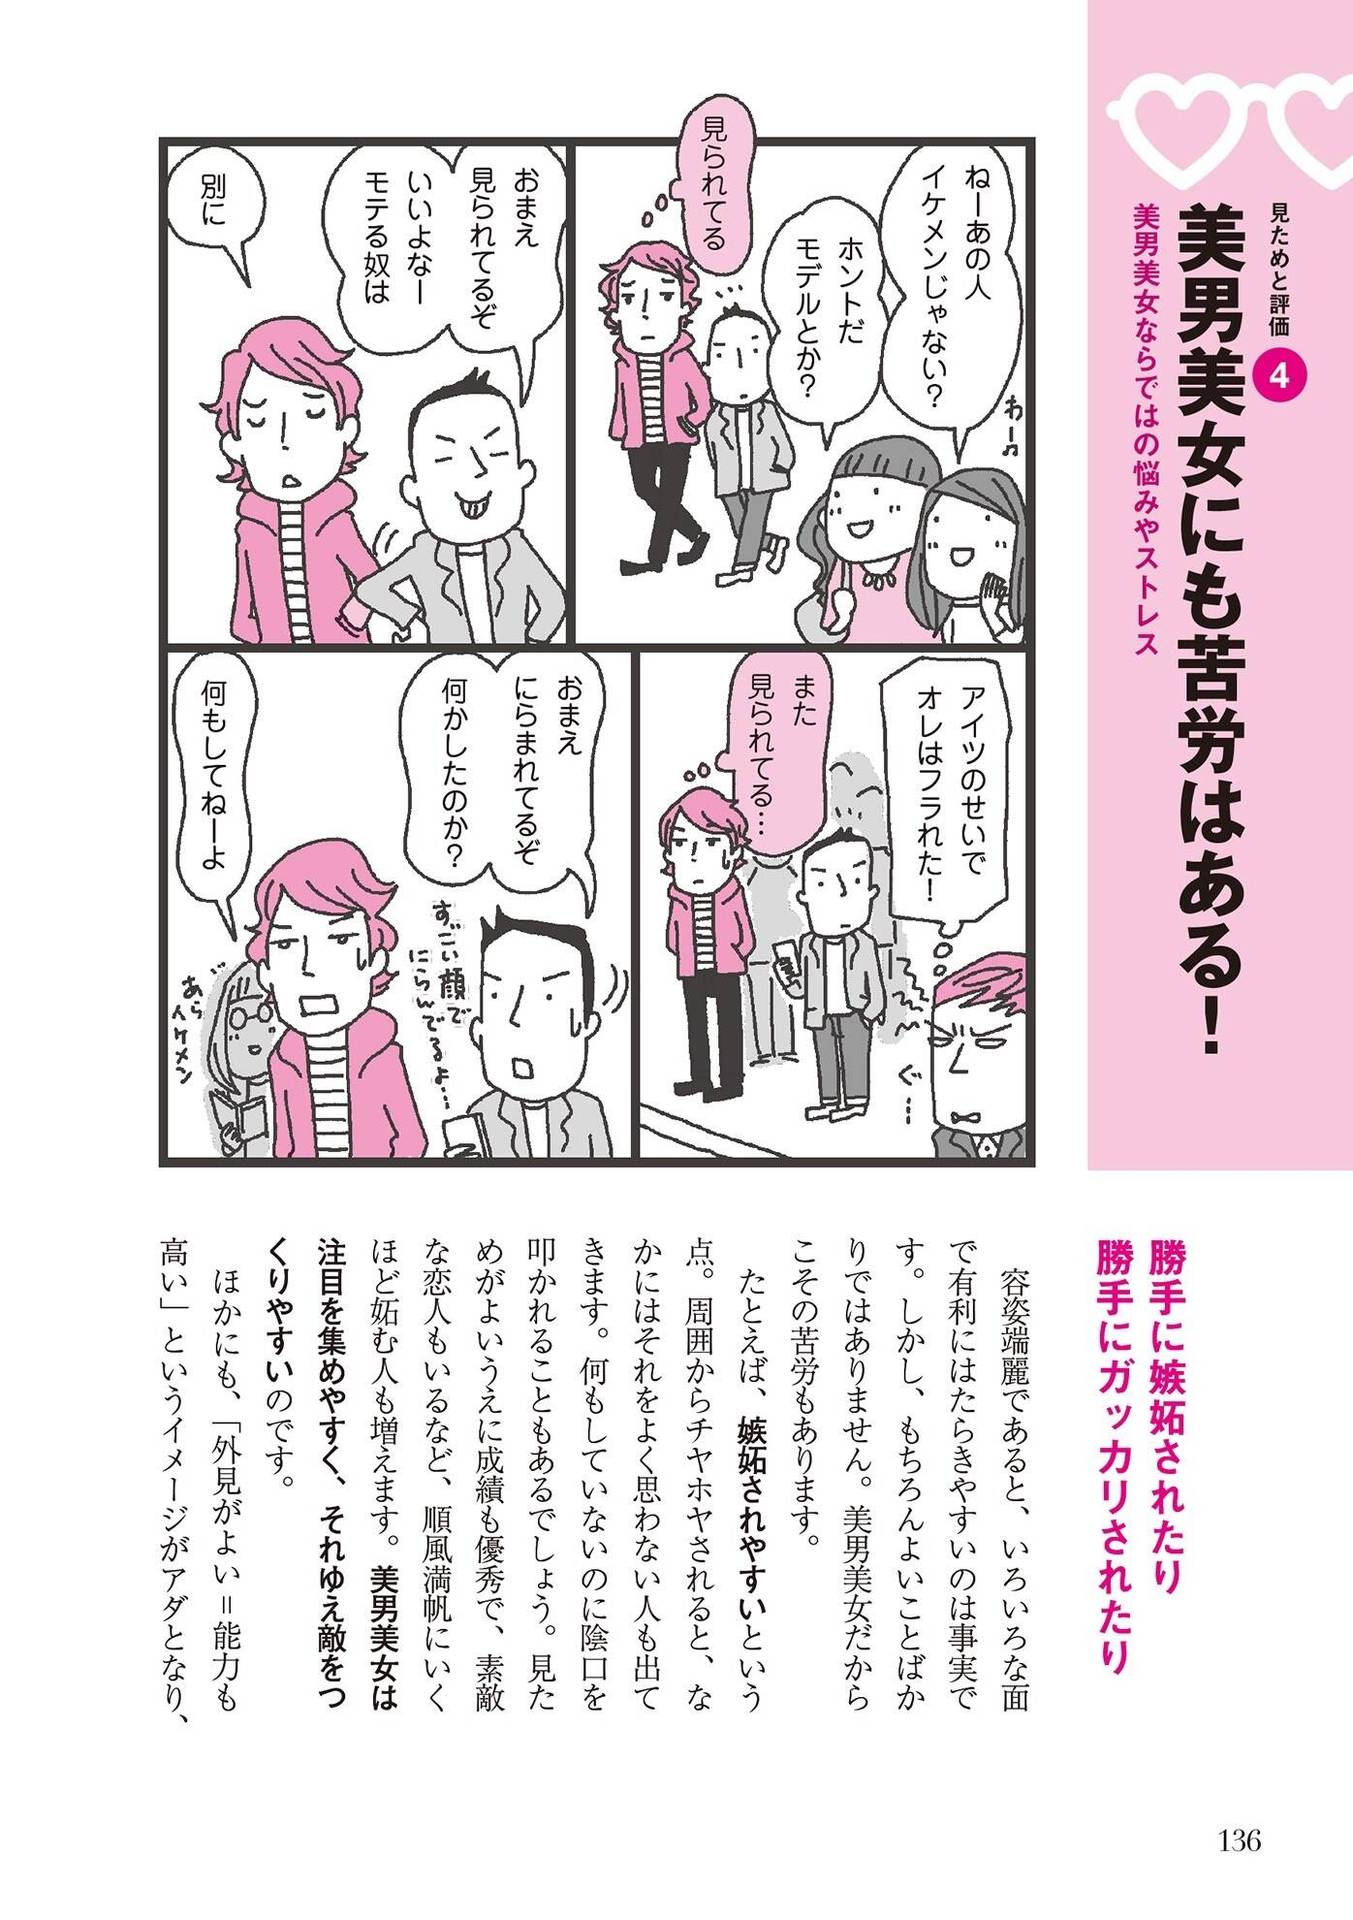 見ためと評価 4
美男美女にも苦労はある！
美男美女ならではの悩みやストレス
ねーあの人
イケメンじゃない？
ホントだ
モデルとか？
わー♫
見られてる
おまえ
見られてるぞ
いいよなー
モテる奴は
別に
アイツのせいで
オレはフラれた！
ぐ…
また
見られてる…
おまえ
にらまれてるぞ
何かしたのか？
すごい顔で
にらんでるよ…
何もしてねーよ
あら
イケメン
勝手に嫉妬されたり
勝手にガッカリされたり
容姿端麗であると、いろいろな面
で有利にはたらきやすいのは事実で
す。しかし、もちろんよいことばか
りではありません。美男美女だから
こその苦労もあります。
たとえば、嫉妬されやすいという
点。周囲からチヤホヤされると、な
かにはそれをよく思わない人も出て
きます。何もしていないのに陰口を
叩かれることもあるでしょう。見た
めがよいうえに成績も優秀で、素敵
な恋人もいるなど、順風満帆にいく
ほど妬む人も増えます。美男美女は
注目を集めやすく、それゆえ敵をつ
くりやすいのです。
ほかにも、「外見がよい＝能力も
高い」というイメージがアダとなり、
136